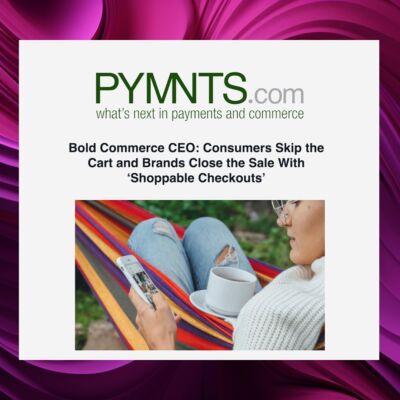 PYMNTS.com
what's next in payments and commerce
Bold Commerce CEO: Consumers Skip the
Cart and Brands Close the Sale With
‘Shoppable Checkouts’